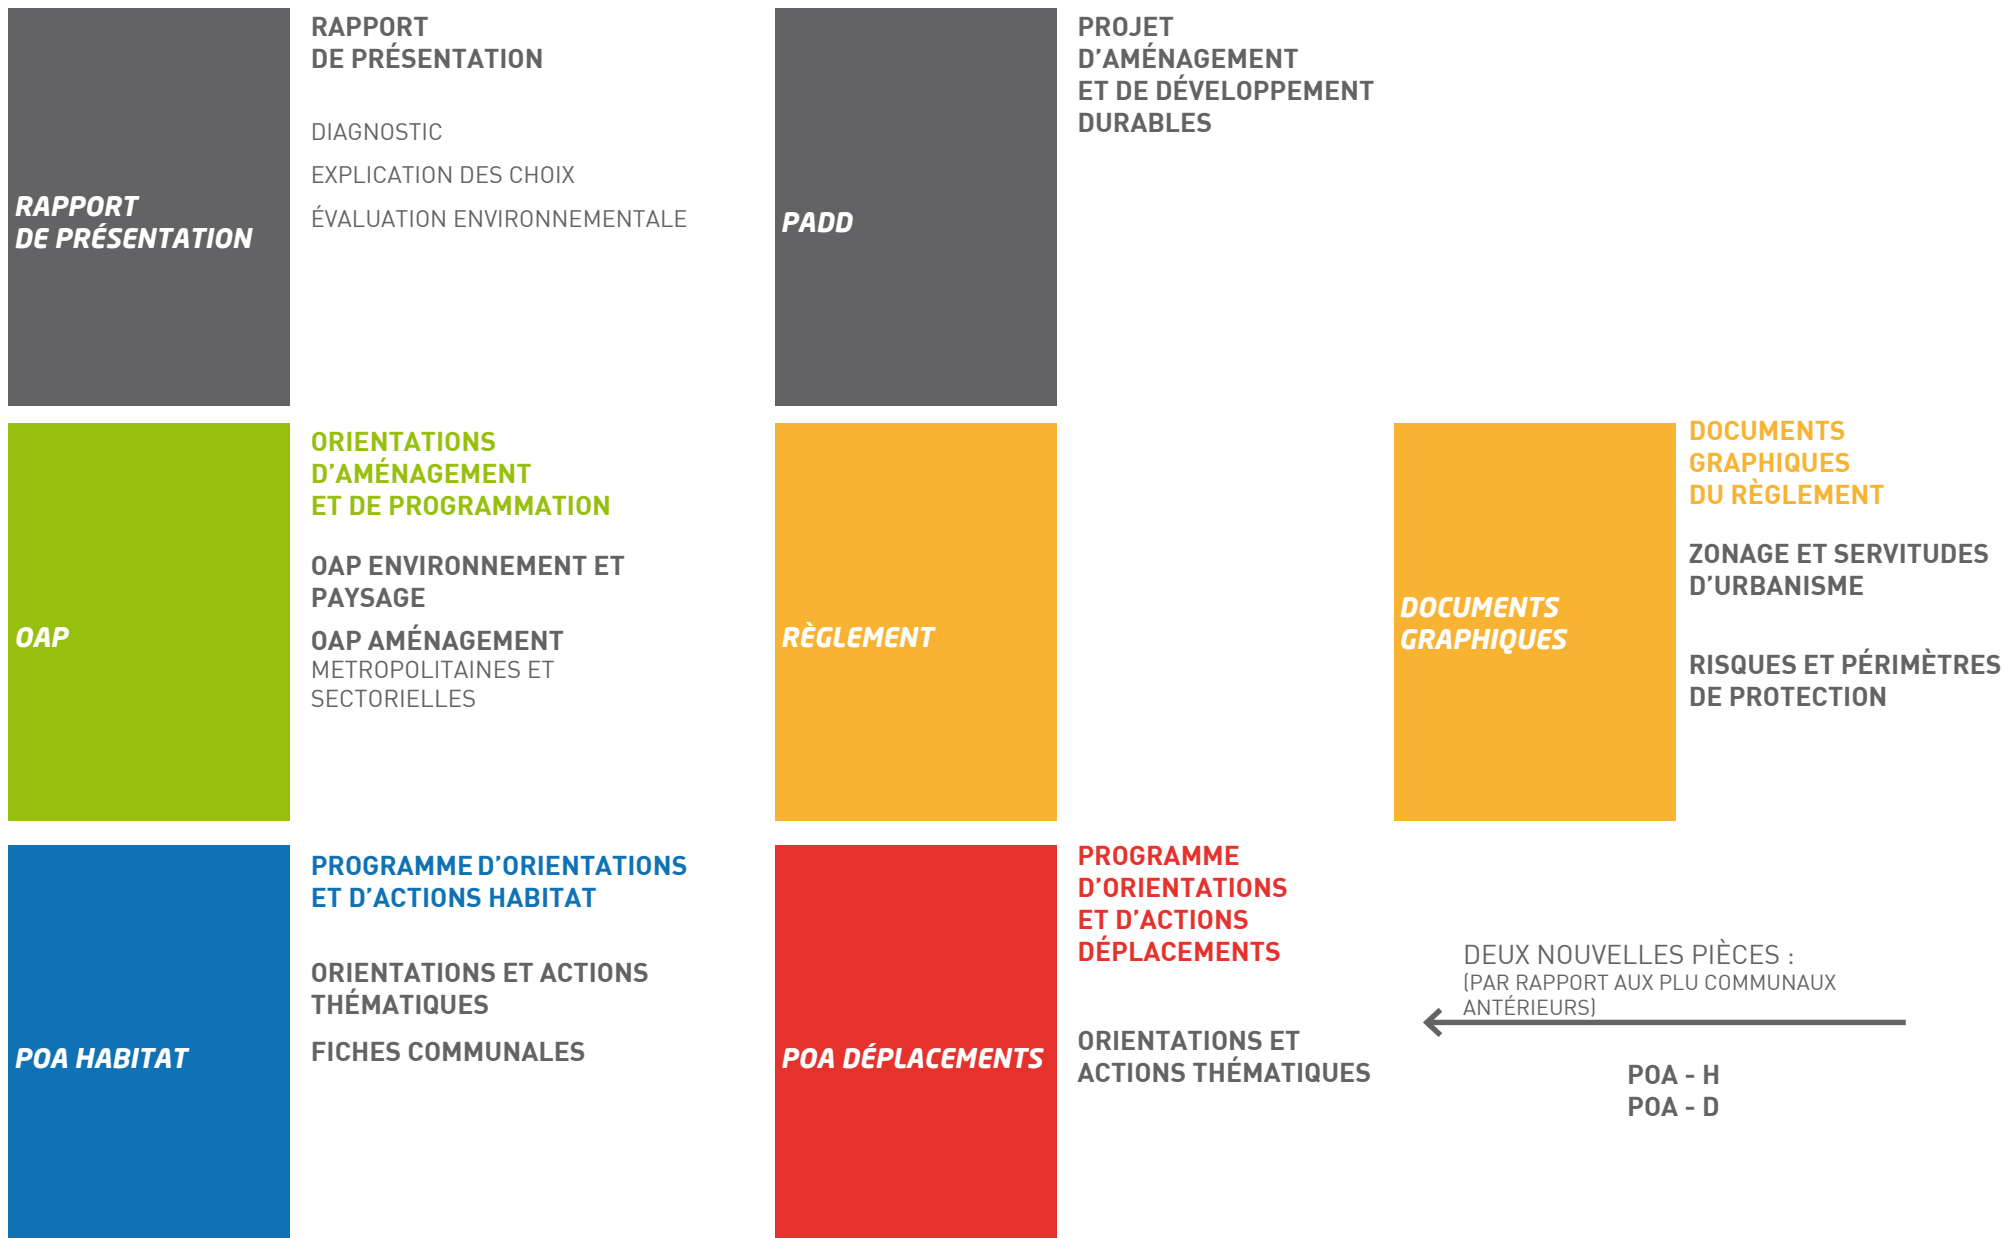 RAPPORT
DE PRÉSENTATION
RAPPORT
DE PRÉSENTATION
DIAGNOSTIC
EXPLICATION DES CHOIX
ÉVALUATION ENVIRONNEMENTALE
PADD
PROJET
D’AMÉNAGEMENT
ET DE DÉVELOPPEMENT
DURABLES
OAP
ORIENTATIONS
D’AMÉNAGEMENT
ET DE PROGRAMMATION
OAP ENVIRONNEMENT ET
PAYSAGE
OAP AMÉNAGEMENT
METROPOLITAINES ET
SECTORIELLES
RÈGLEMENT
DOCUMENTS
GRAPHIQUES
DOCUMENTS
GRAPHIQUES
DU RÈGLEMENT
ZONAGE ET SERVITUDES
D’URBANISME
RISQUES ET PÉRIMÈTRES
DE PROTECTION
POA HABITAT
PROGRAMME D’ORIENTATIONS
ET D’ACTIONS HABITAT
ORIENTATIONS ET ACTIONS
THÉMATIQUES
FICHES COMMUNALES
POA DÉPLACEMENTS
PROGRAMME
D’ORIENTATIONS
ET D’ACTIONS
DÉPLACEMENTS
ORIENTATIONS ET
ACTIONS THÉMATIQUES
DEUX NOUVELLES PIÈCES :
(PAR RAPPORT AUX PLU COMMUNAUX
ANTÉRIEURS)
POA - H
POA - D